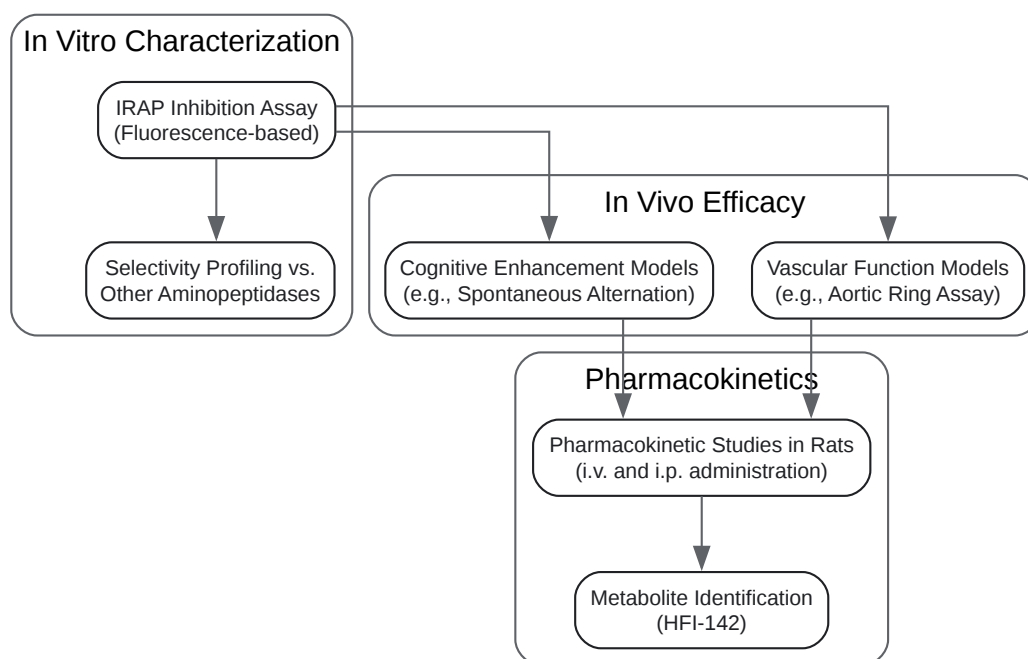 In Vitro Characterization
IRAP Inhibition Assay
(Fluorescence-based)
Selectivity Profiling vs.
Other Aminopeptidases
In Vivo Efficacy
Cognitive Enhancement Models
(e.g., Spontaneous Alternation)
Vascular Function Models
(e.g., Aortic Ring Assay)
Pharmacokinetics
Pharmacokinetic Studies in Rats
(i.v. and i.p. administration)
Metabolite Identification
(HFI-142)